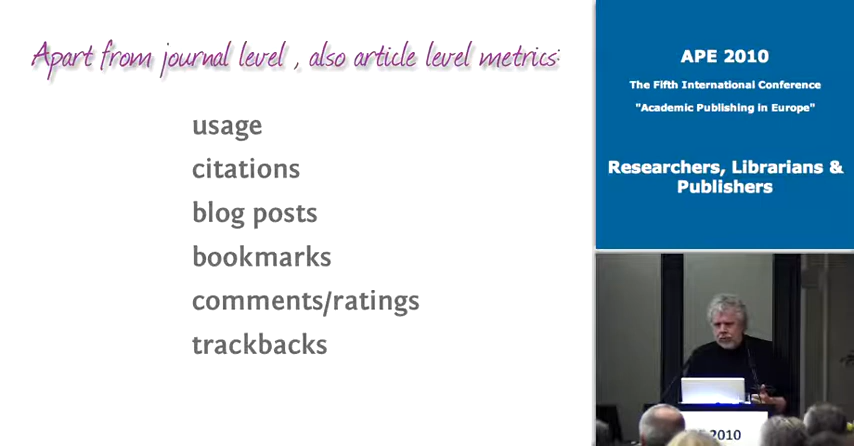 Apart from journal level , also article level metrics:
usage
citations
blog posts
bookmarks
comments/ratings
trackbacks
APE 2010
The Fifth International Conference
"Academic Publishing in Europe"
Researchers, Librarians &
Publishers
2010